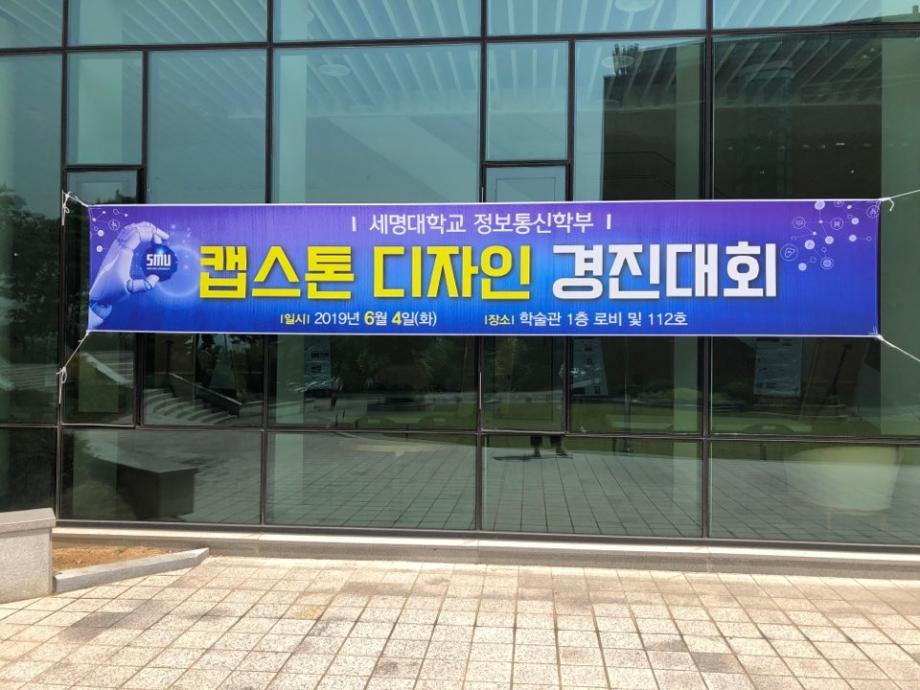 | 세명대학교 정보통신학부 |
SMU
캡스톤 디자인 경진대회
|일시| 2019년 6월 4일(화) |장소| 학술관 1층 로비 및 112호